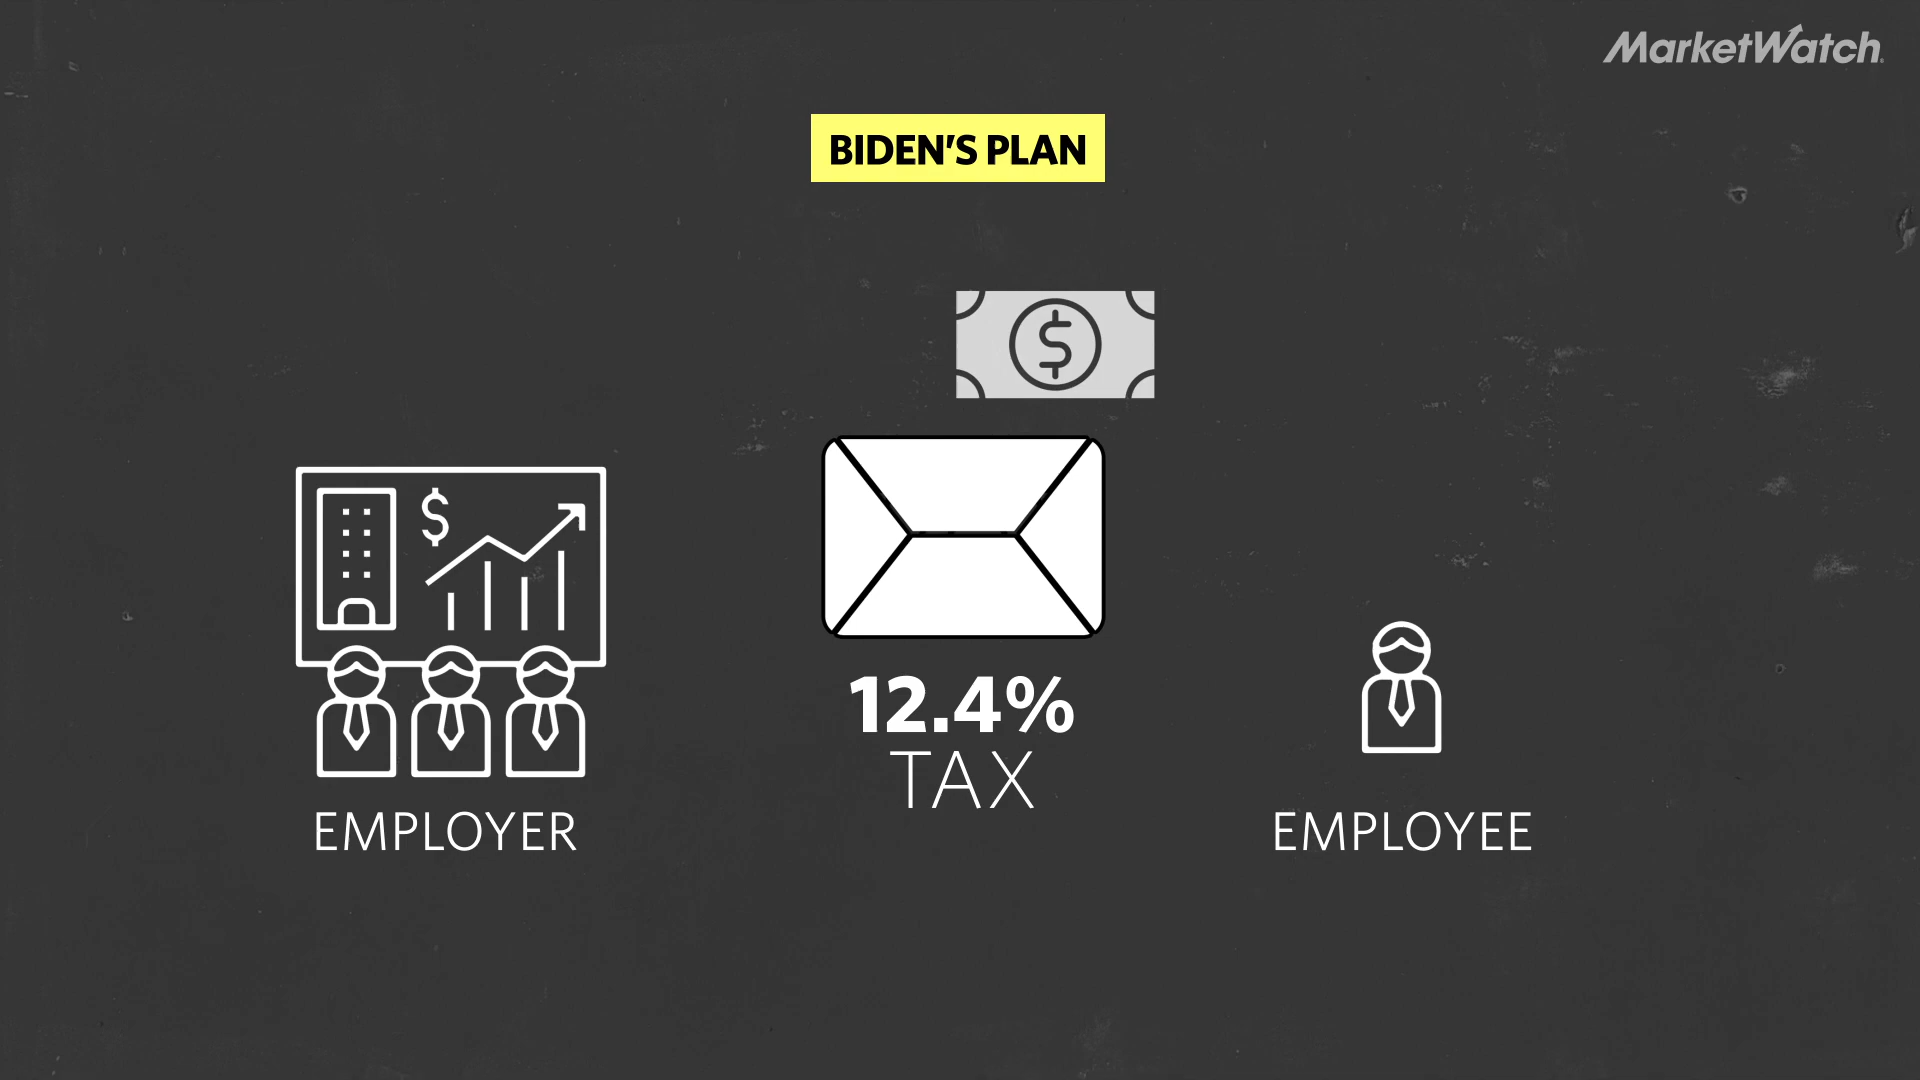 MarketWatch
BIDEN'S PLAN
$
$
12.4%
TAX
EMPLOYER
EMPLOYEE